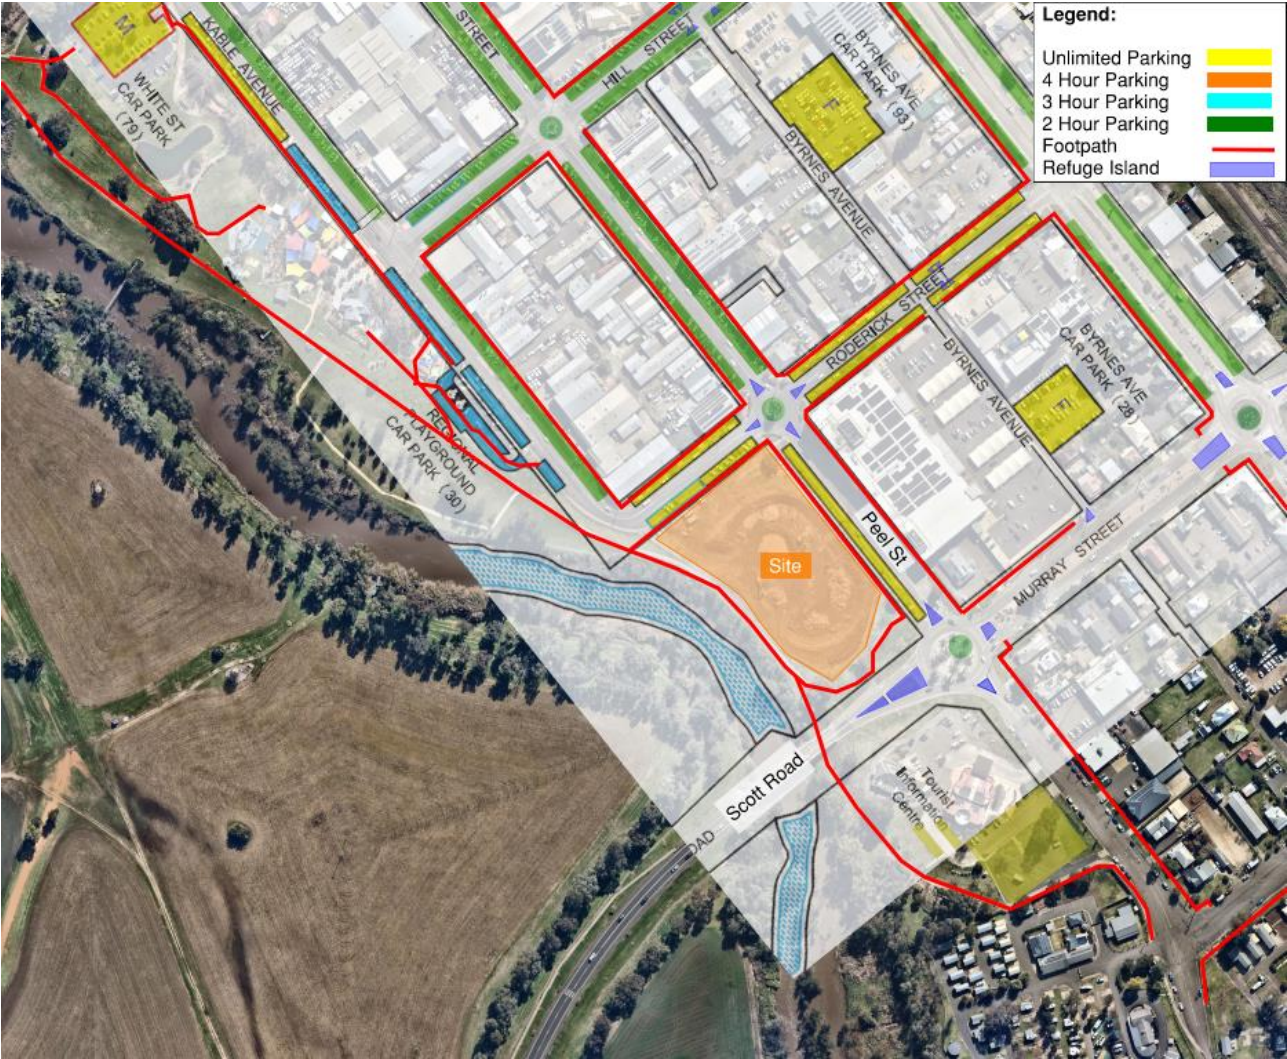 Legend:
Unlimited Parking
4 Hour Parking
3 Hour Parking
2 Hour Parking
Footpath
Refuge Island
M
KABLE AVENUE
WHITE ST
CAR PARK
(79)
STREET
HILL STREET
BYRNES AVE
CAR PARK (93)
T
BYRNES AVENUE
RODERICK STREET
BYRNES AVENUE
BYRNES AVE
CAR PARK (28)
REGIONAL
PLAYGROUND
CAR PARK (30)
Site
Peel St
MURRAY STREET
Scott Road
OAD
Tourist
Information
Centre